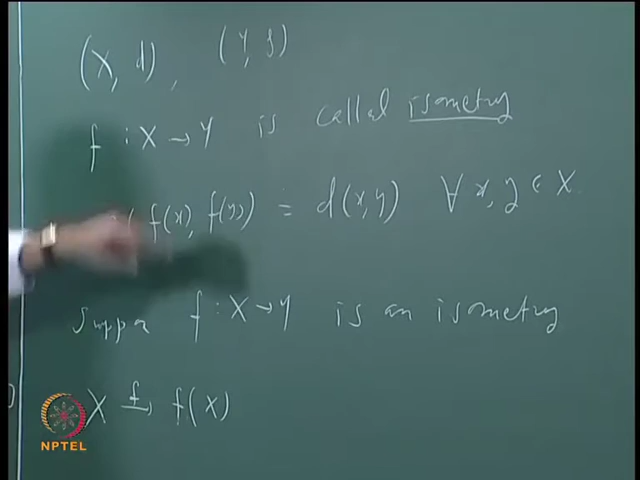 (X, d), (Y, ρ)
f : X → Y is called isometry
( f(x), f(y)) = d(x, y) ∀ x, y ∈ X
Suppose f : X → Y is an isometry
X f→ f(X)
NPTEL